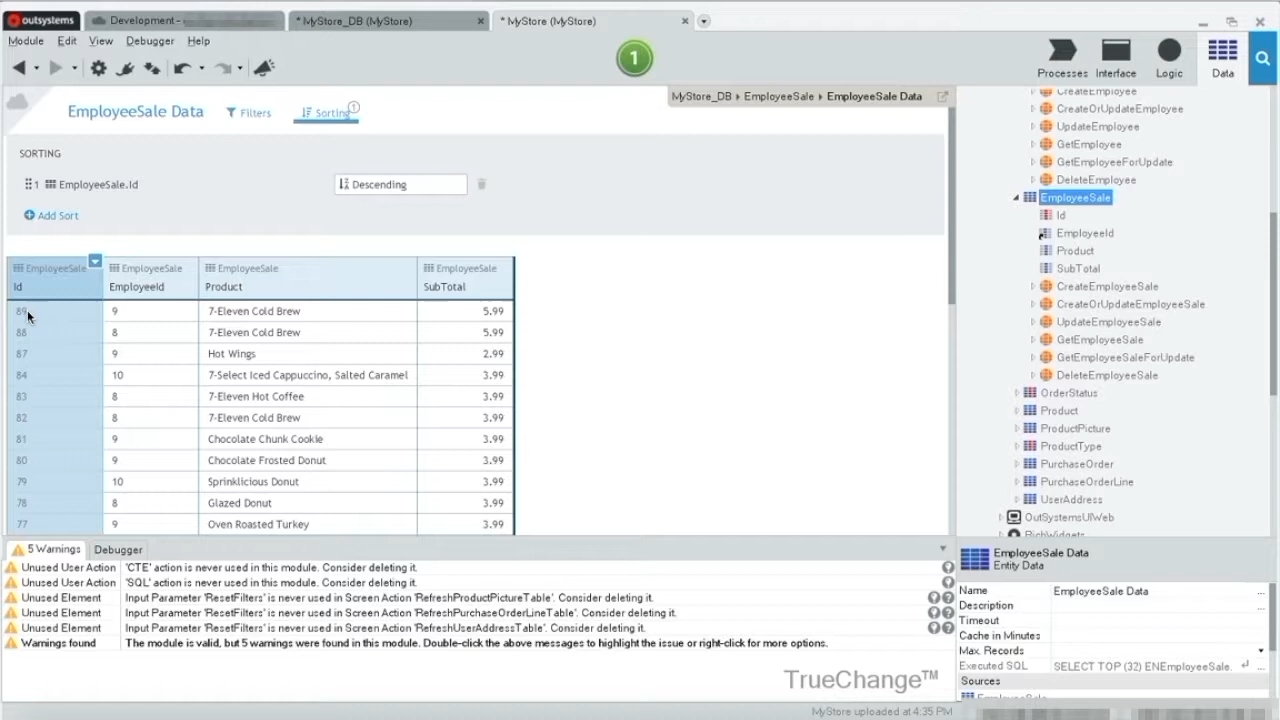 outsystems
Development -
* MyStore_DB (MyStore)
* MyStore (MyStore)
Module Edit View Debugger Help
1
Processes Interface Logic Data
EmployeeSale Data
Filters
Sorting
1
MyStore_DB EmployeeSale EmployeeSale Data
SORTING
1 EmployeeSale.Id
Descending
Add Sort
EmployeeSale EmployeeSale EmployeeSale EmployeeSale
Id EmployeeId Product SubTotal
89 9 7-Eleven Cold Brew 5.99
88 8 7-Eleven Cold Brew 5.99
87 9 Hot Wings 2.99
84 10 7-Select Iced Cappuccino, Salted Caramel 3.99
83 8 7-Eleven Hot Coffee 3.99
82 8 7-Eleven Cold Brew 3.99
81 9 Chocolate Chunk Cookie 3.99
80 9 Chocolate Frosted Donut 3.99
79 10 Sprinklicious Donut 3.99
78 8 Glazed Donut 3.99
77 9 Oven Roasted Turkey 3.99
CreateEmployee
CreateOrUpdateEmployee
UpdateEmployee
GetEmployee
GetEmployeeForUpdate
DeleteEmployee
EmployeeSale
Id
EmployeeId
Product
SubTotal
CreateEmployeeSale
CreateOrUpdateEmployeeSale
UpdateEmployeeSale
GetEmployeeSale
GetEmployeeSaleForUpdate
DeleteEmployeeSale
OrderStatus
Product
ProductPicture
ProductType
PurchaseOrder
PurchaseOrderLine
UserAddress
OutSystemsUIWeb
RichWidgets
5 Warnings Debugger
Unused User Action 'CTE' action is never used in this module. Consider deleting it.
Unused User Action 'SQL' action is never used in this module. Consider deleting it.
Unused Element Input Parameter 'ResetFilters' is never used in Screen Action 'RefreshProductPictureTable'. Consider deleting it.
Unused Element Input Parameter 'ResetFilters' is never used in Screen Action 'RefreshPurchaseOrderLineTable'. Consider deleting it.
Unused Element Input Parameter 'ResetFilters' is never used in Screen Action 'RefreshUserAddressTable'. Consider deleting it.
Warnings found The module is valid, but 5 warnings were found in this module. Double-click the above messages to highlight the issue or right-click for more options.
TrueChange™
EmployeeSale Data
Entity Data
Name EmployeeSale Data ...
Description ...
Timeout
Cache in Minutes
Max. Records
Executed SQL SELECT TOP (32) ENEmployeeSale. ...
Sources
EmployeeSale
MyStore uploaded at 4:35 PM